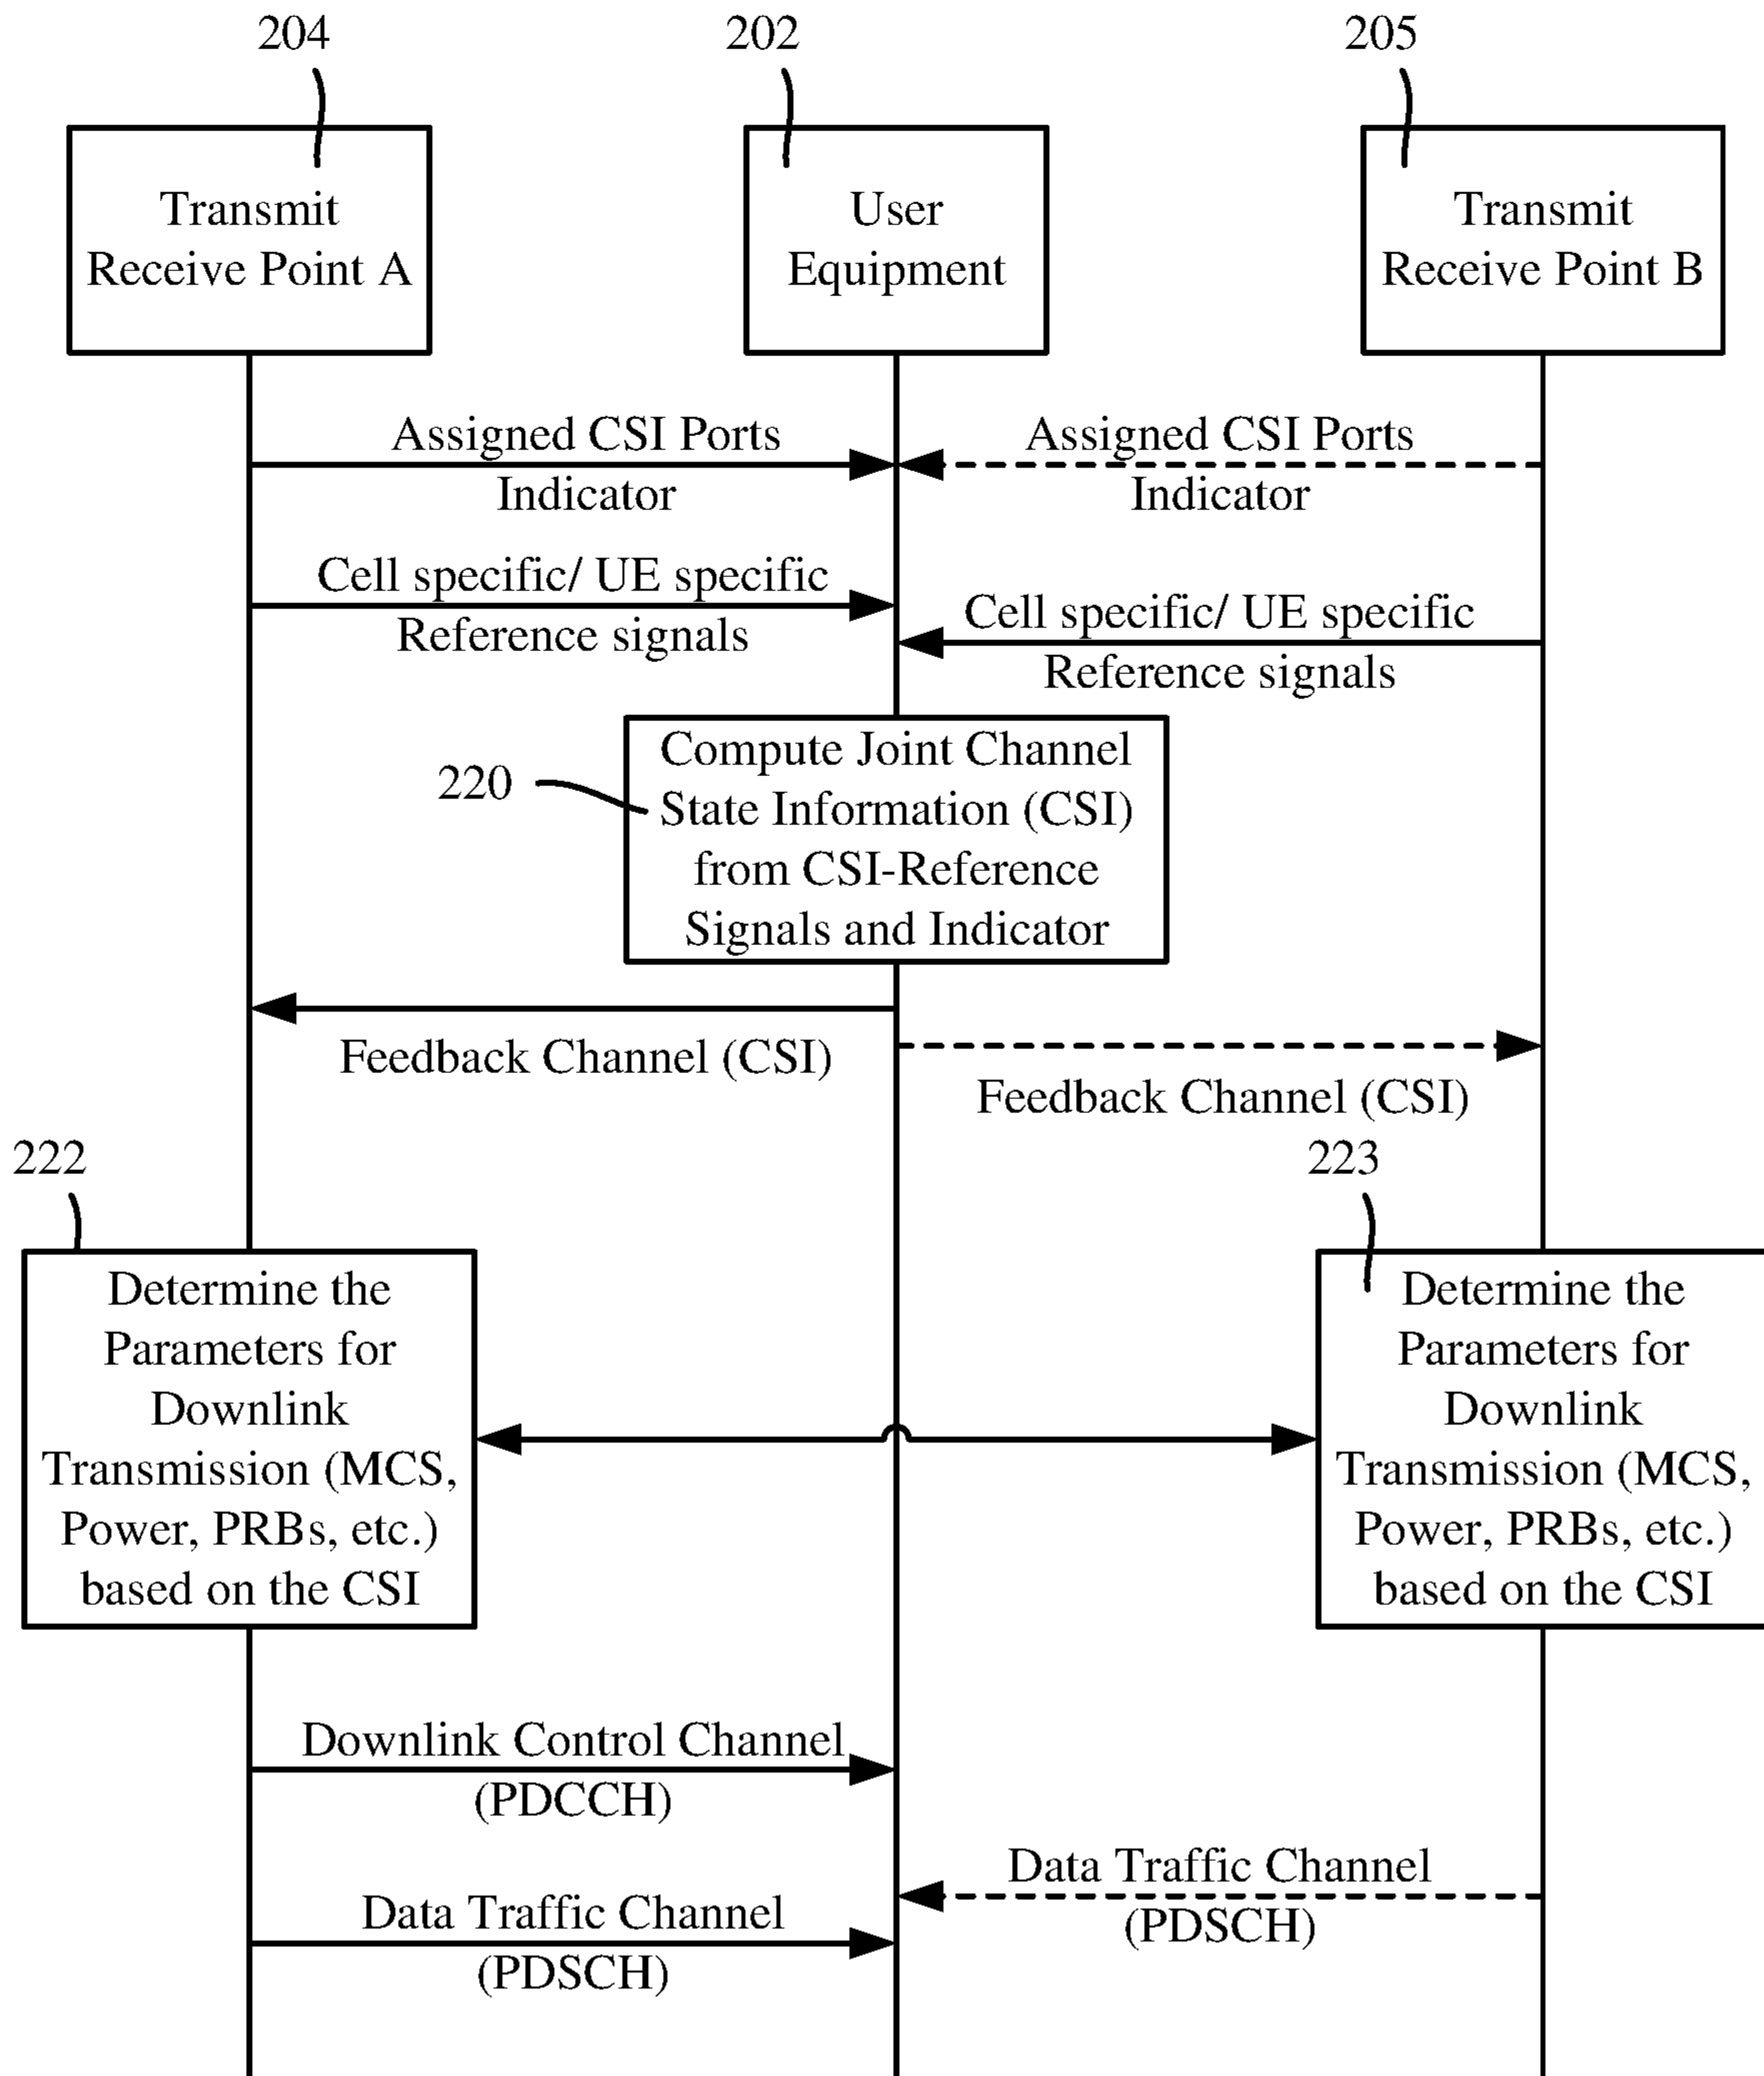 204
202
205
Transmit
Receive Point A
User
Equipment
Transmit
Receive Point B
Assigned CSI Ports
Indicator
Assigned CSI Ports
Indicator
Cell specific/ UE specific
Reference signals
Cell specific/ UE specific
Reference signals
220
Compute Joint Channel
State Information (CSI)
from CSI-Reference
Signals and Indicator
Feedback Channel (CSI)
Feedback Channel (CSI)
222
223
Determine the
Parameters for
Downlink
Transmission (MCS,
Power, PRBs, etc.)
based on the CSI
Determine the
Parameters for
Downlink
Transmission (MCS,
Power, PRBs, etc.)
based on the CSI
Downlink Control Channel
(PDCCH)
Data Traffic Channel
(PDSCH)
Data Traffic Channel
(PDSCH)